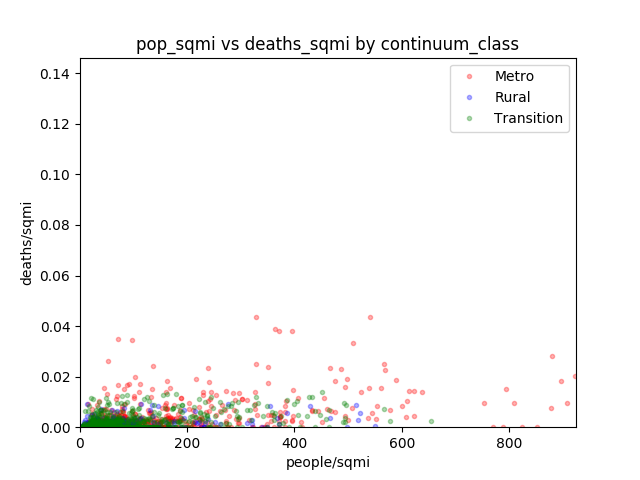 pop_sqmi vs deaths_sqmi by continuum_class
0.14
0.12
0.10
0.08
0.06
0.04
0.02
0.00
deaths/sqmi
Metro
Rural
Transition
0 200 400 600 800
people/sqmi